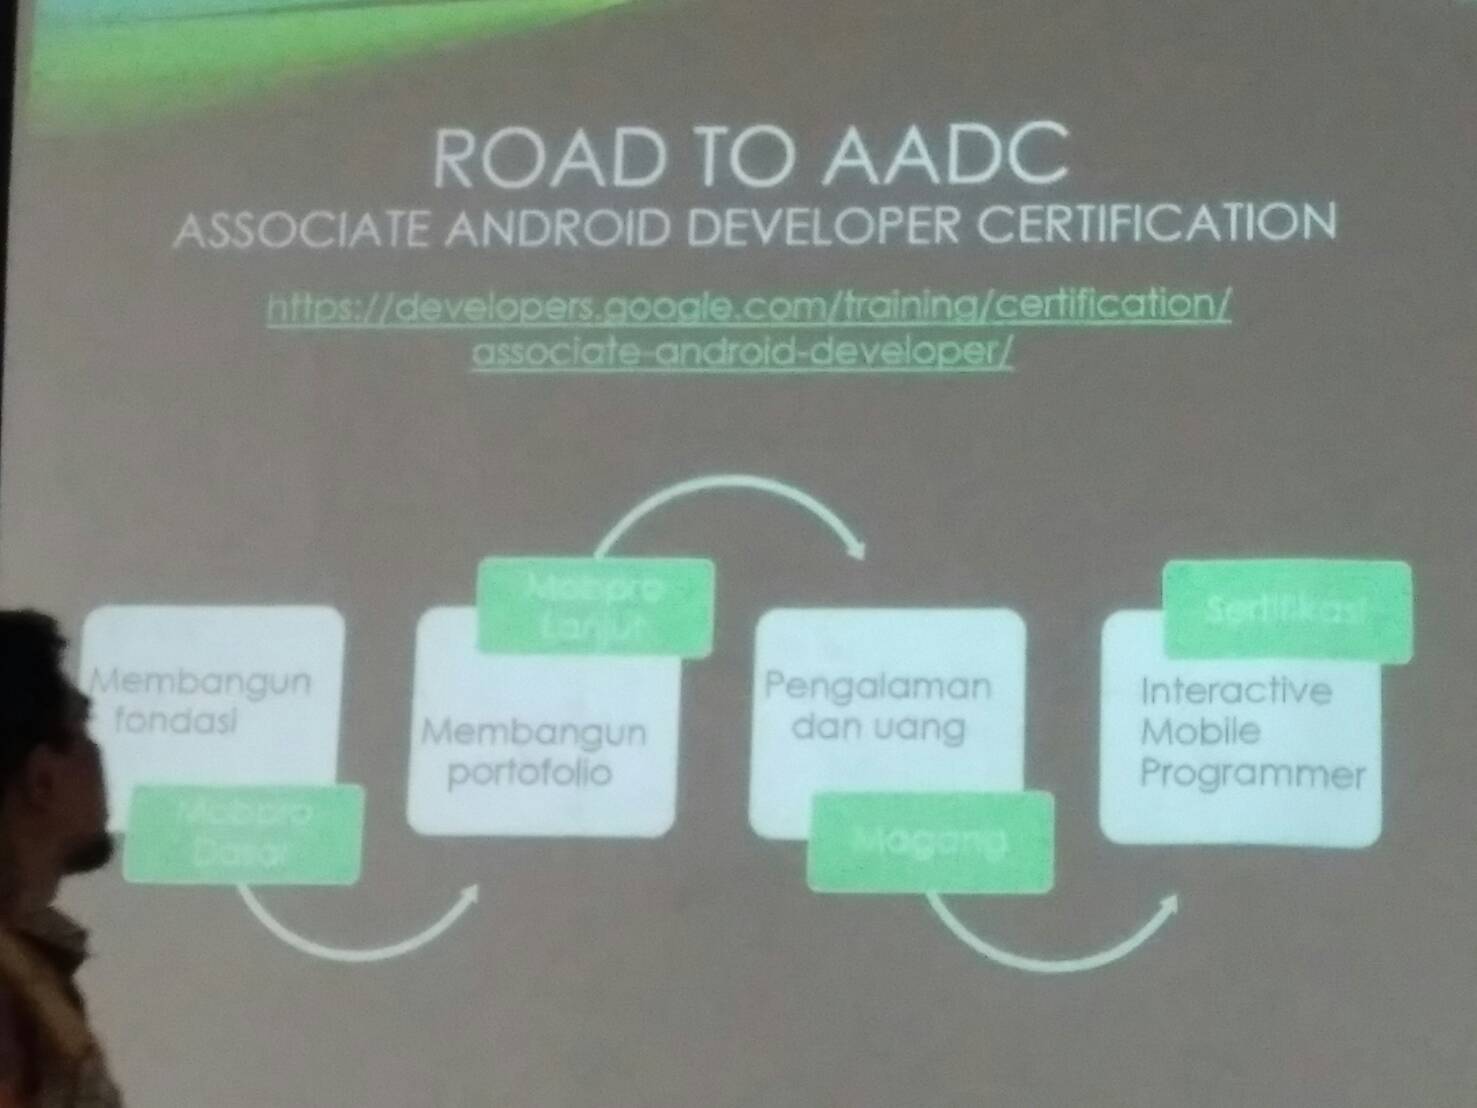 ROAD TO AADC
ASSOCIATE ANDROID DEVELOPER CERTIFICATION
https://developers.google.com/training/certification/
associate-android-developer/
Membangun
fondasi
Mobpro
Dasar
Mobpro
Lanjut
Membangun
portofolio
Pengalaman
dan uang
Magang
Sertifikasi
Interactive
Mobile
Programmer